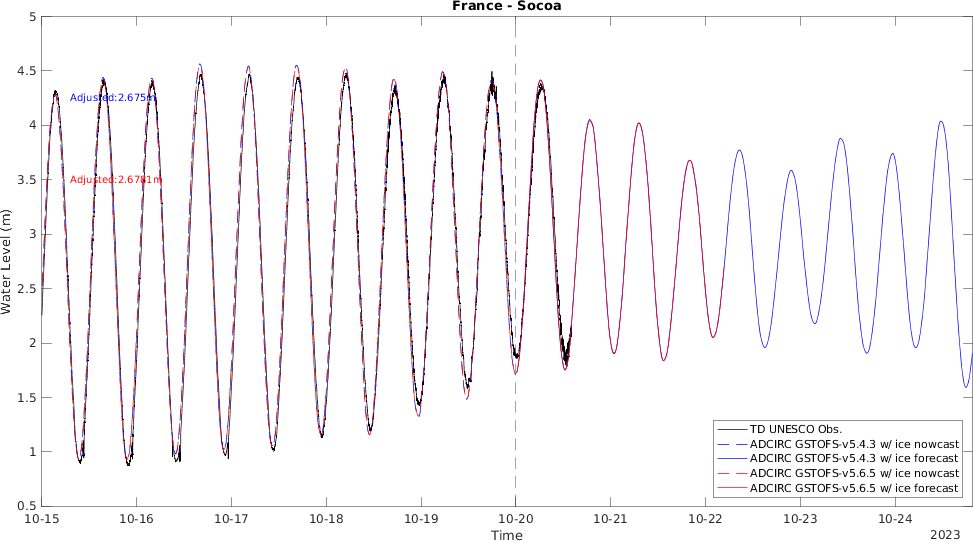 France - Socoa
5
4.5
4
3.5
3
2.5
2
1.5
1
0.5
Water Level (m)
Adjusted:2.675m
Adjusted:2.6781m
TD UNESCO Obs.
ADCIRC GSTOFS-v5.4.3 w/ ice nowcast
ADCIRC GSTOFS-v5.4.3 w/ ice forecast
ADCIRC GSTOFS-v5.6.5 w/ ice nowcast
ADCIRC GSTOFS-v5.6.5 w/ ice forecast
10-15 10-16 10-17 10-18 10-19 10-20 10-21 10-22 10-23 10-24
Time
2023